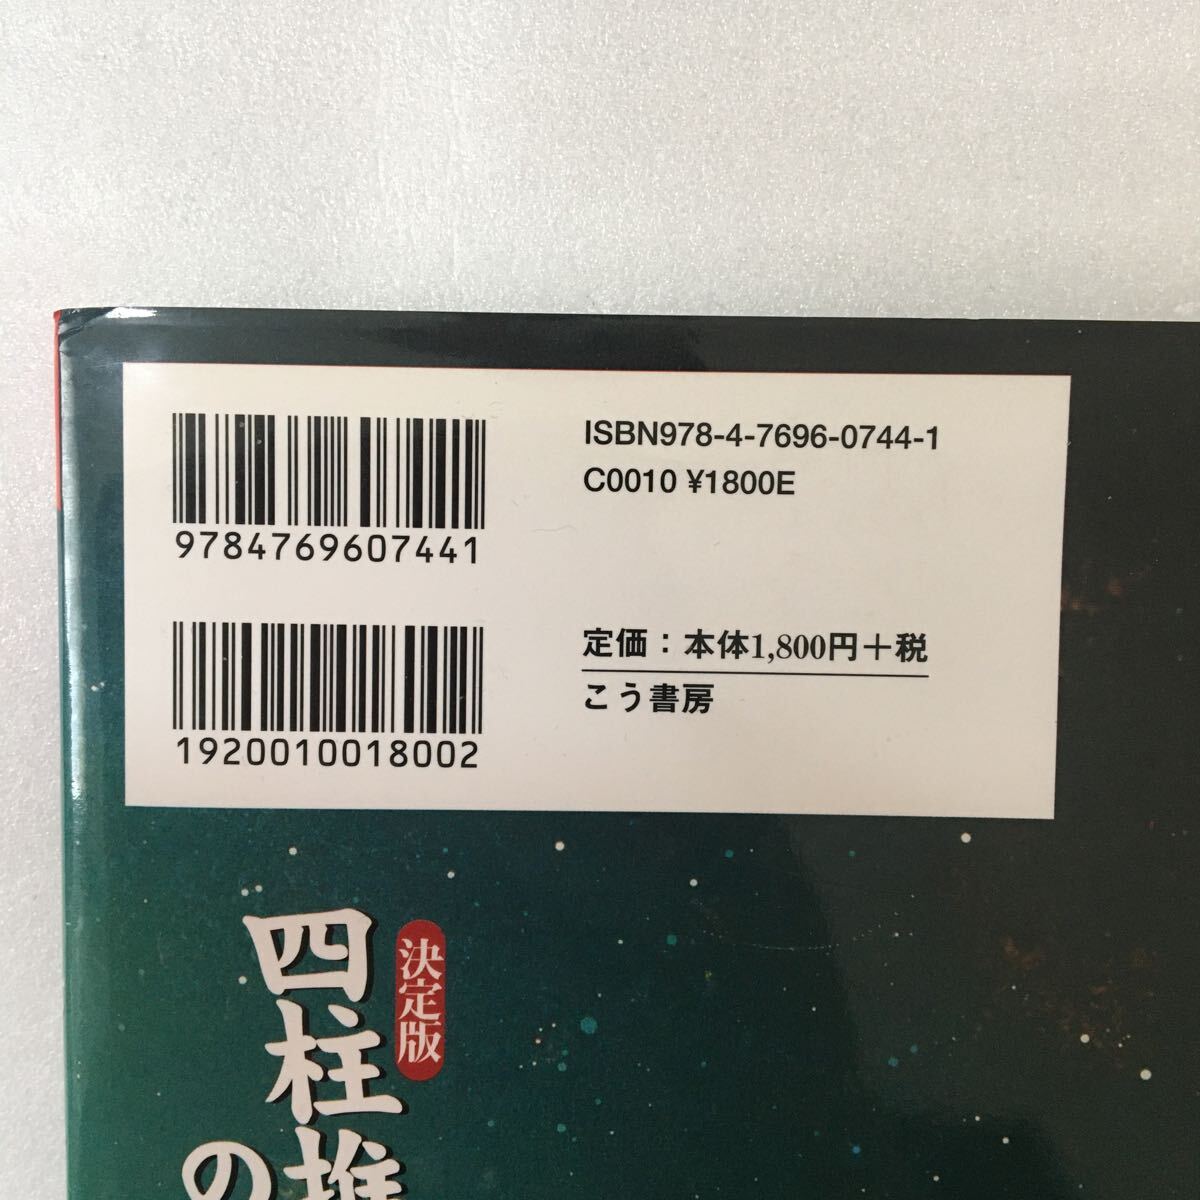 ISBN978-4-7696-0744-1
C0010 ¥1800E
9784769607441
定価：本体1,800円＋税
こう書房
1920010018002
決定版
四柱推
の